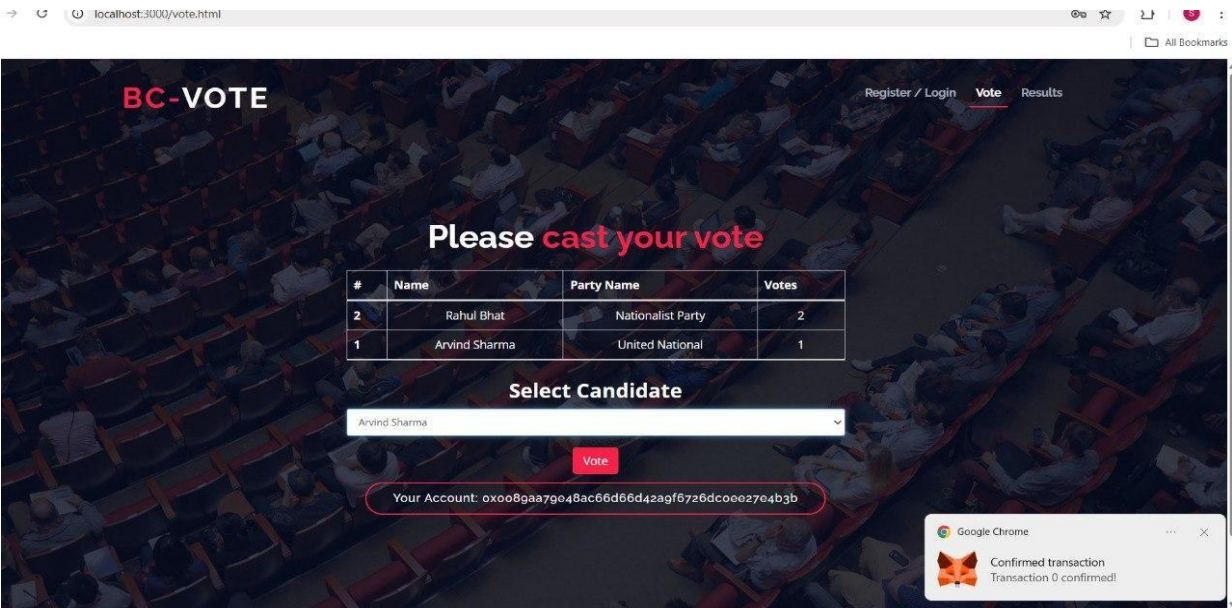 localhost:3000/vote.html
All Bookmarks
BC-VOTE
Register / Login Vote Results
Please cast your vote
# Name Party Name Votes
2 Rahul Bhat Nationalist Party 2
1 Arvind Sharma United National 1
Select Candidate
Arvind Sharma
Vote
Your Account: 0x0089aa79e48ac66d66d42a9f6726dc0ee27e4b3b
Google Chrome
Confirmed transaction
Transaction 0 confirmed!